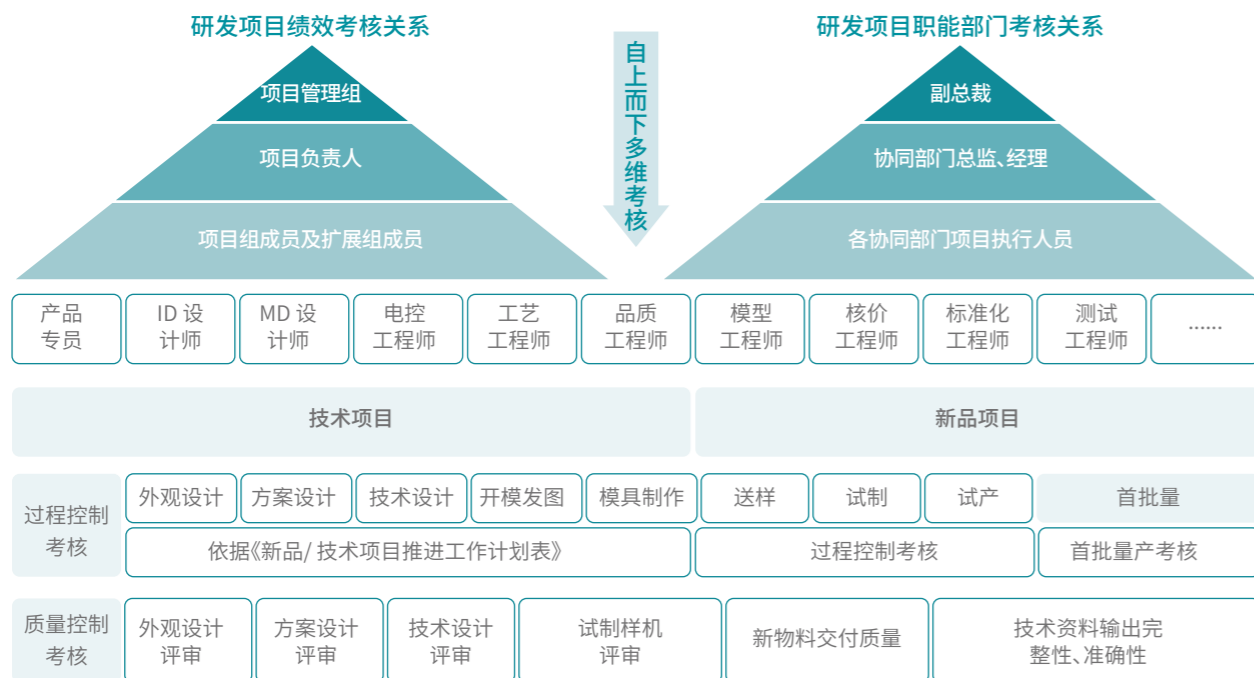 研发项目绩效考核关系
研发项目职能部门考核关系
自上而下多维考核
项目管理组
项目负责人
项目组成员及扩展组成员
副总裁
协同部门总监、经理
各协同部门项目执行人员
产品
专员
ID 设
计师
MD 设
计师
电控
工程师
工艺
工程师
品质
工程师
模型
工程师
核价
工程师
标准化
工程师
测试
工程师
......
技术项目
新品项目
过程控制
考核
外观设计
方案设计
技术设计
开模发图
模具制作
送样
试制
试产
首批量
依据《新品/ 技术项目推进工作计划表》
过程控制考核
首批量产考核
质量控制
考核
外观设计
评审
方案设计
评审
技术设计
评审
试制样机
评审
新物料交付质量
技术资料输出完
整性、准确性